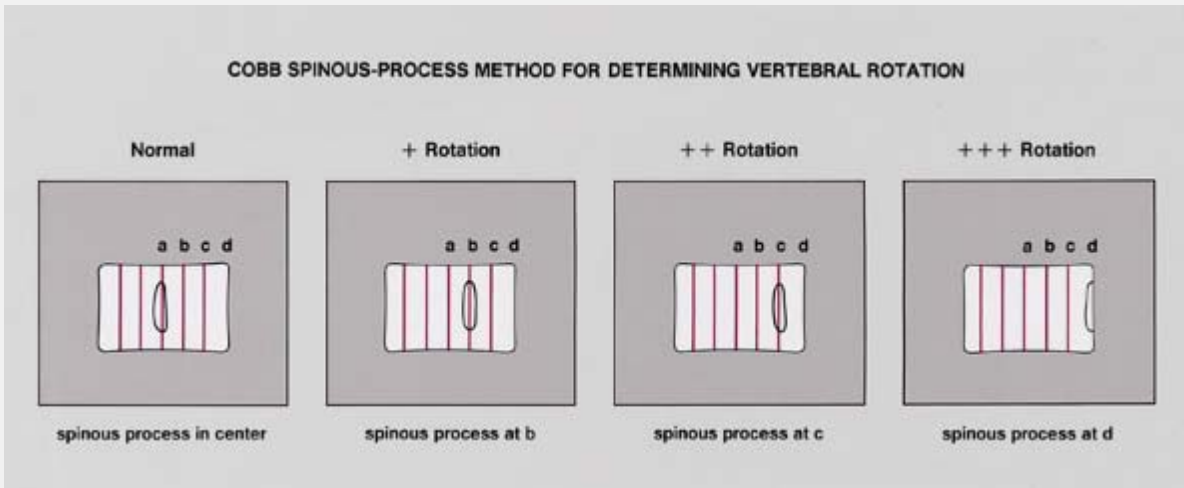 COBB SPINOUS-PROCESS METHOD FOR DETERMINING VERTEBRAL ROTATION
Normal
+ Rotation
++ Rotation
+++ Rotation
a b c d
a b c d
a b c d
a b c d
spinous process in center
spinous process at b
spinous process at c
spinous process at d